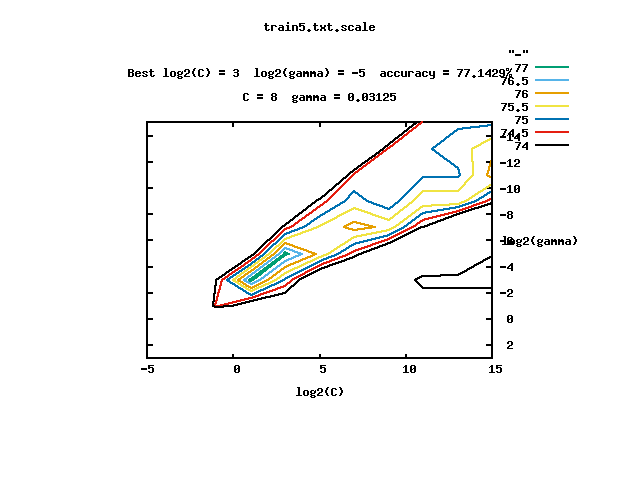 train5.txt.scale
"-"
Best log2(C) = 3  log2(gamma) = -5  accuracy = 77.1429%
77
76.5
C = 8  gamma = 0.03125
76
75.5
75
74.5
74
-14
-12
-10
-8
-6
log2(gamma)
-4
-2
0
2
-5 0 5 10 15
log2(C)